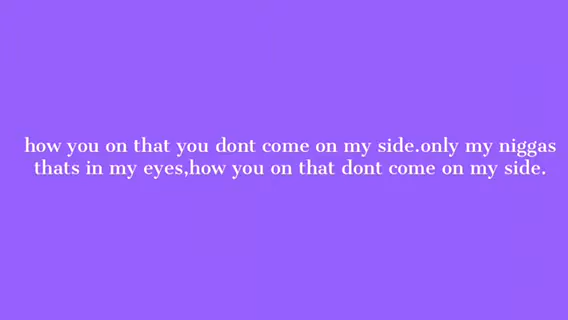 how you on that you dont come on my side.only my niggas
thats in my eyes,how you on that dont come on my side.